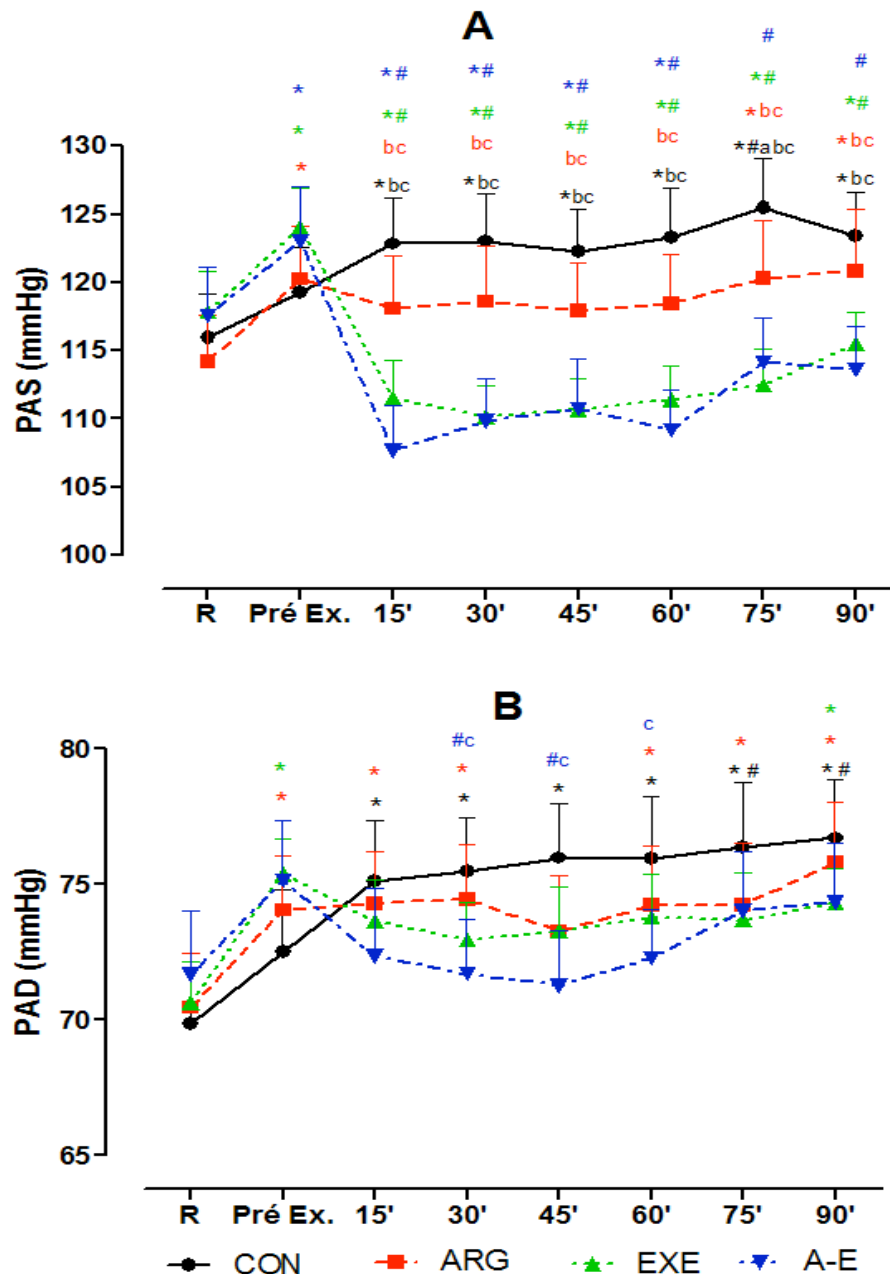 A
* *# *# *# *# # #
* *# *# *# *# *# *#
* bc bc bc bc *bc *bc
*bc *bc *bc *bc *#abc *bc
PAS (mmHg)
130
125
120
115
110
105
100
R Pré Ex. 15' 30' 45' 60' 75' 90'
B
*
#c #c c * *
* * * * *# *#
* * * *
PAD (mmHg)
80
75
70
65
R Pré Ex. 15' 30' 45' 60' 75' 90'
CON ARG EXE A-E